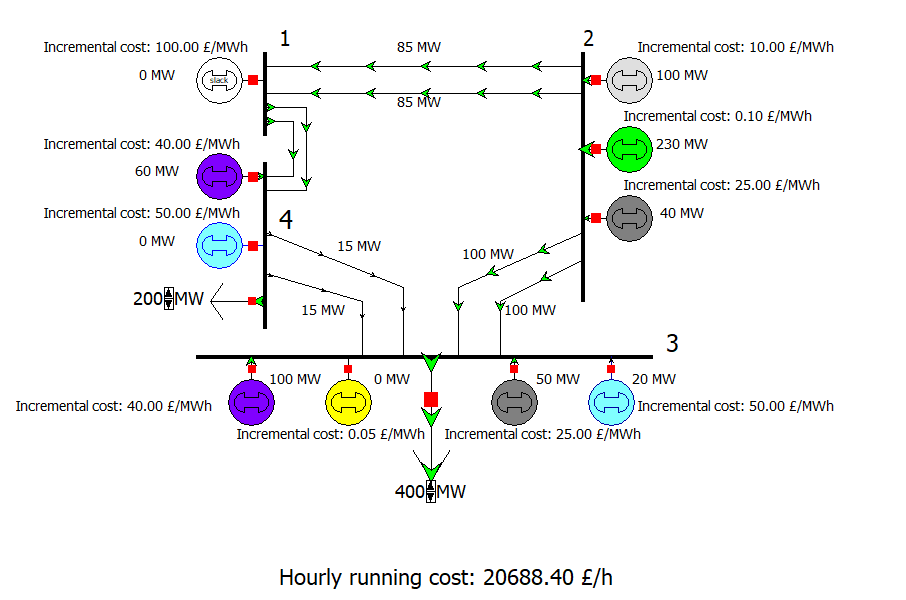 1
2
Incremental cost: 100.00 £/MWh
85 MW
Incremental cost: 10.00 £/MWh
0 MW
slack
100 MW
85 MW
Incremental cost: 0.10 £/MWh
Incremental cost: 40.00 £/MWh
230 MW
60 MW
Incremental cost: 25.00 £/MWh
Incremental cost: 50.00 £/MWh
4
40 MW
0 MW
15 MW
100 MW
200 MW
15 MW
100 MW
3
100 MW
0 MW
50 MW
20 MW
Incremental cost: 40.00 £/MWh
Incremental cost: 50.00 £/MWh
Incremental cost: 0.05 £/MWh
Incremental cost: 25.00 £/MWh
400 MW
Hourly running cost: 20688.40 £/h